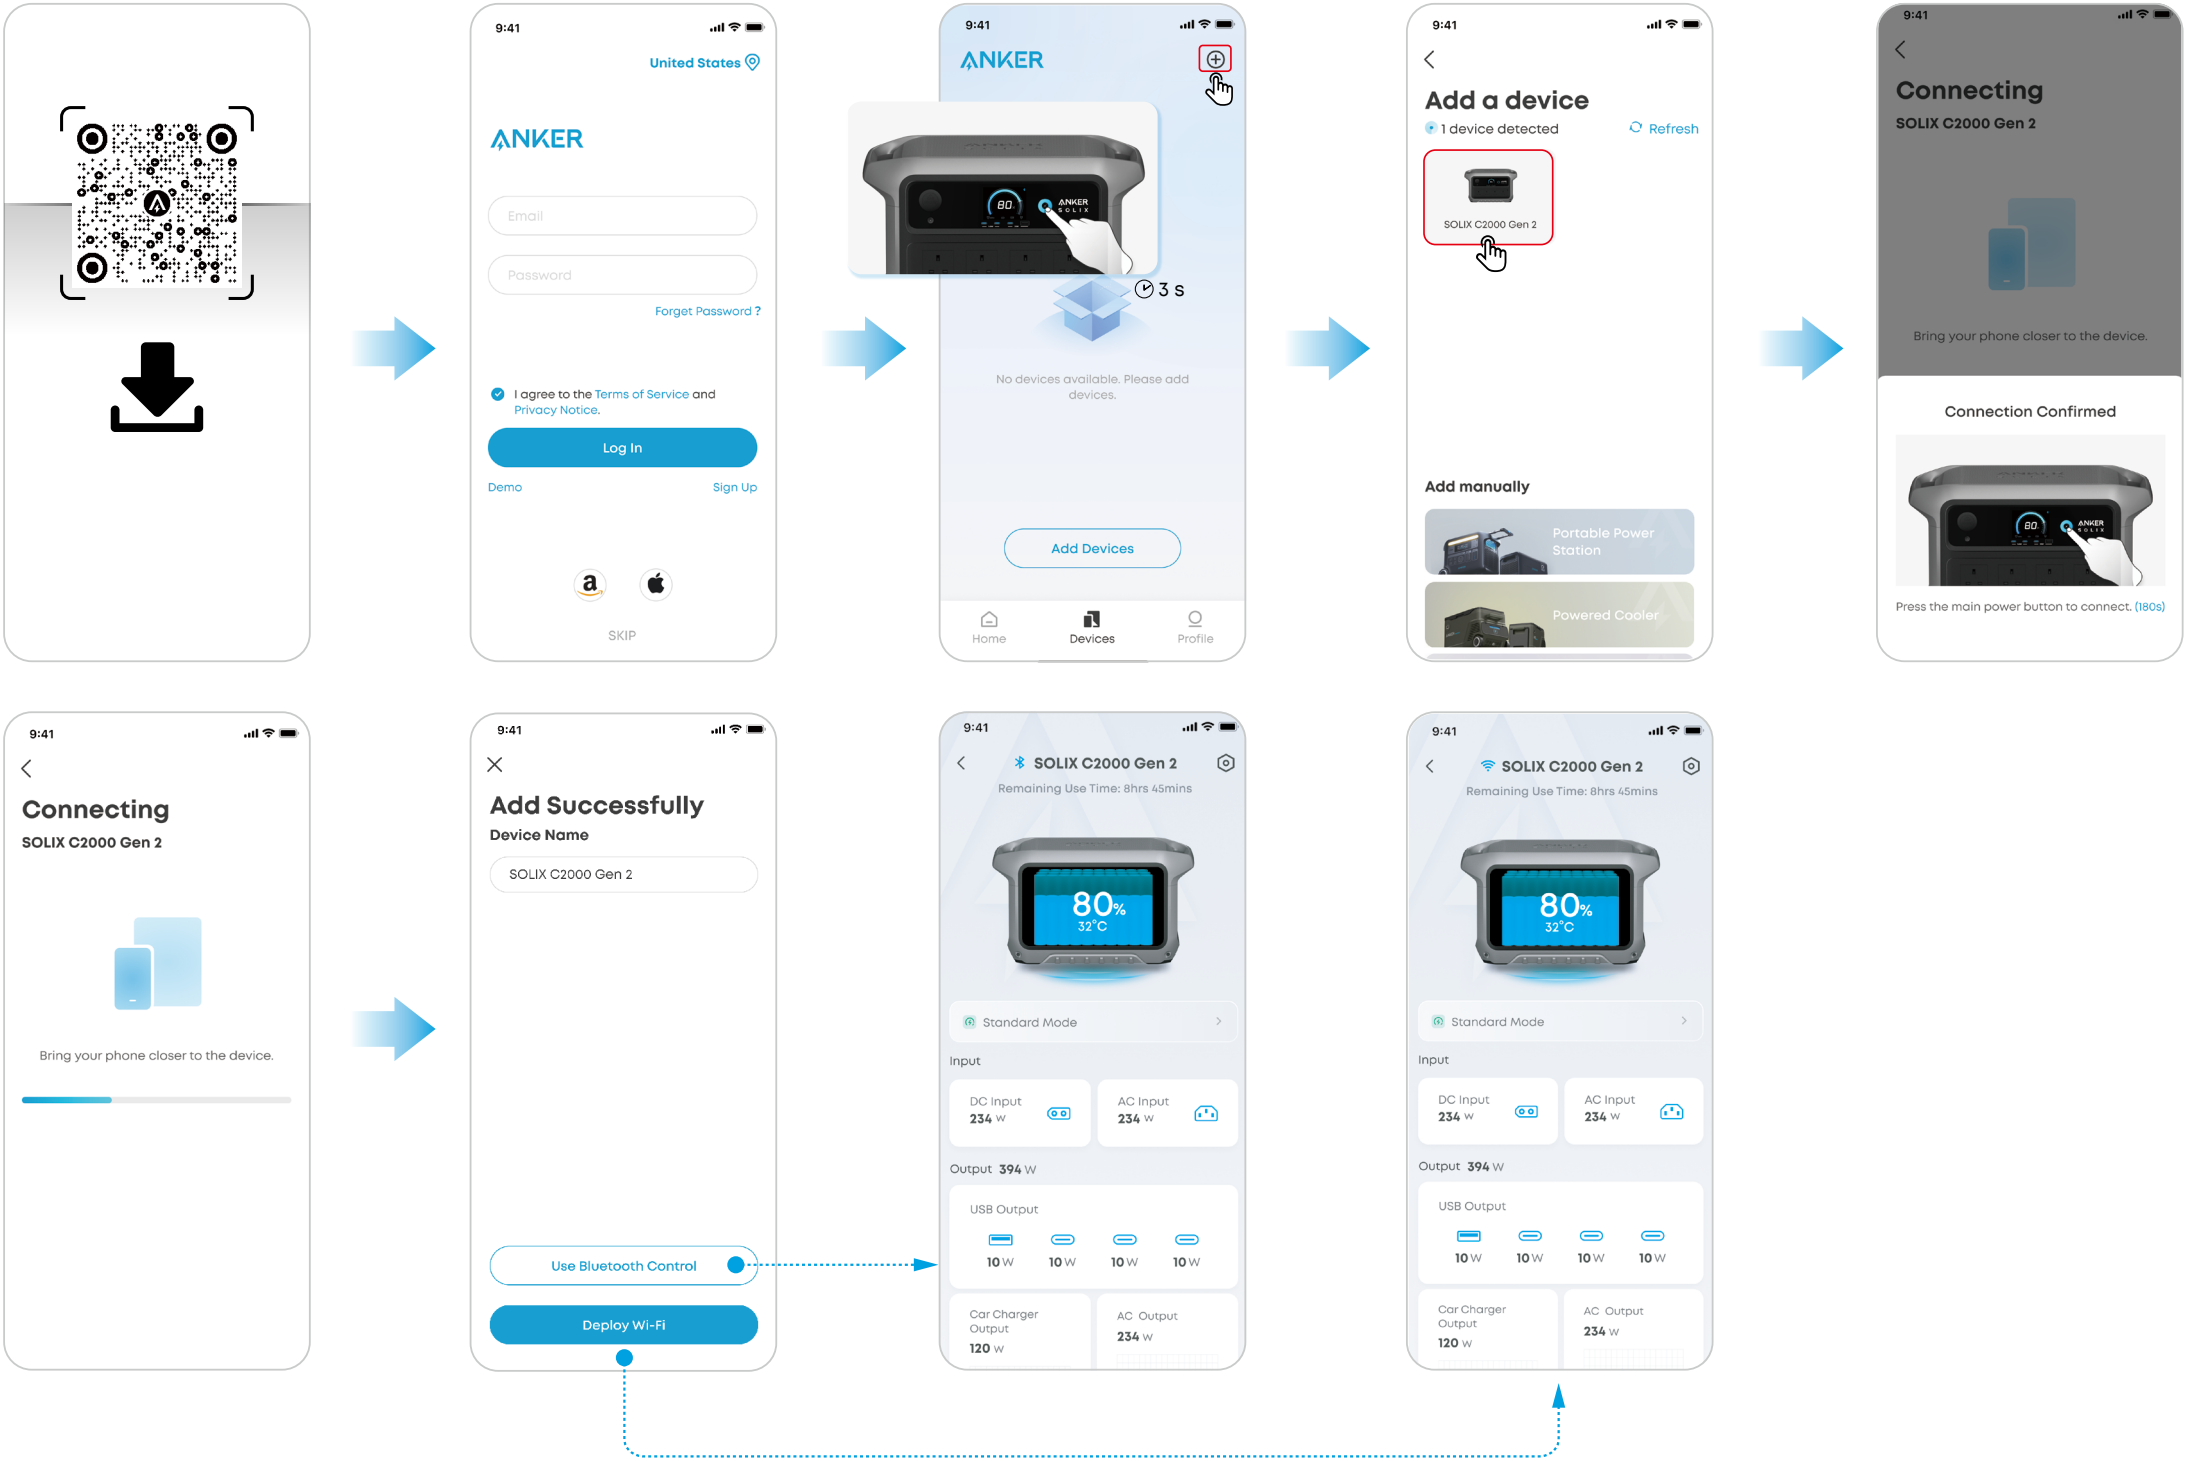 9:41
United States
ANKER
Email
Password
Forget Password ?
I agree to the Terms of Service and
Privacy Notice.
Log In
Demo
Sign Up
a
SKIP
9:41
ANKER
ANKER
80
ANKER
SOLIX
3 s
No devices available. Please add
devices.
Add Devices
Home
Devices
Profile
9:41
Add a device
1 device detected
Refresh
SOLIX C2000 Gen 2
Add manually
Portable Power
Station
Powered Cooler
9:41
Connecting
SOLIX C2000 Gen 2
Bring your phone closer to the device.
Connection Confirmed
80
ANKER
SOLIX
Press the main power button to connect. (180s)
9:41
Connecting
SOLIX C2000 Gen 2
Bring your phone closer to the device.
9:41
Add Successfully
Device Name
SOLIX C2000 Gen 2
Use Bluetooth Control
Deploy Wi-Fi
9:41
SOLIX C2000 Gen 2
Remaining Use Time: 8hrs 45mins
80%
32°C
Standard Mode
Input
DC Input
234 W
AC Input
234 W
Output 394 W
USB Output
10 W 10 W 10 W 10 W
Car Charger
Output
120 W
AC Output
234 W
9:41
SOLIX C2000 Gen 2
Remaining Use Time: 8hrs 45mins
80%
32°C
Standard Mode
Input
DC Input
234 W
AC Input
234 W
Output 394 W
USB Output
10 W 10 W 10 W 10 W
Car Charger
Output
120 W
AC Output
234 W